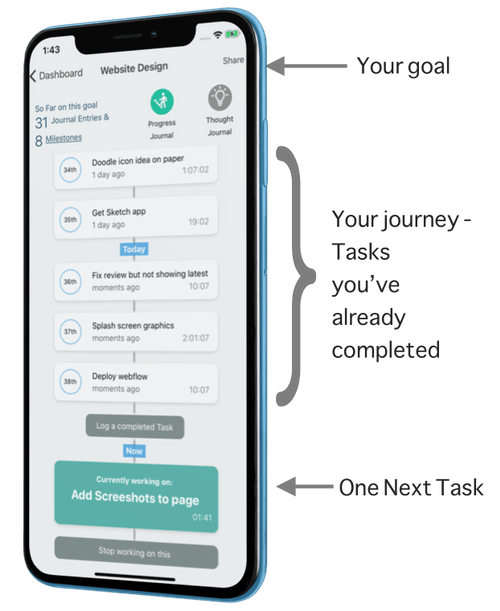 1:43
Dashboard
Website Design
Share
Your goal
So Far on this goal
31 Journal Entries &
8 Milestones
Progress
Journal
Thought
Journal
34th
Doodle icon idea on paper
1 day ago
1:07:02
35th
Get Sketch app
1 day ago
19:02
Today
36th
Fix review but not showing latest
moments ago
10:07
37th
Splash screen graphics
moments ago
2:01:07
38th
Deploy webflow
moments ago
10:07
Your journey -
Tasks
you’ve
already
completed
Log a completed Task
Now
Currently working on:
Add Screeshots to page
01:41
One Next Task
Stop working on this